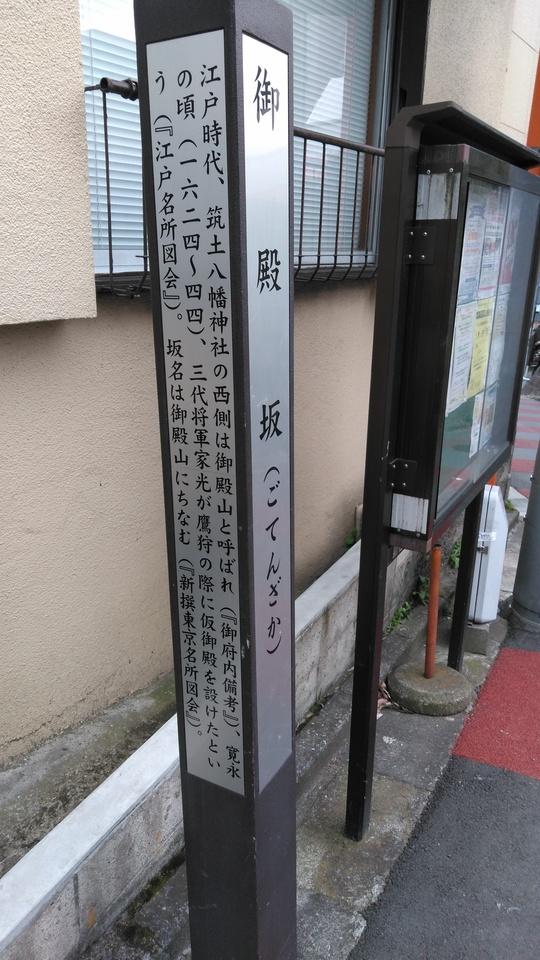 御殿坂（ごてんざか）
江戸時代、筑土八幡神社の西側は御殿山と呼ばれ（『御府内備考』）、寛永
の頃（一六二四〜四四）、三代将軍家光が鷹狩の際に仮御殿を設けたとい
う（『江戸名所図会』）。坂名は御殿山にちなむ（『新撰東京名所図会』）。